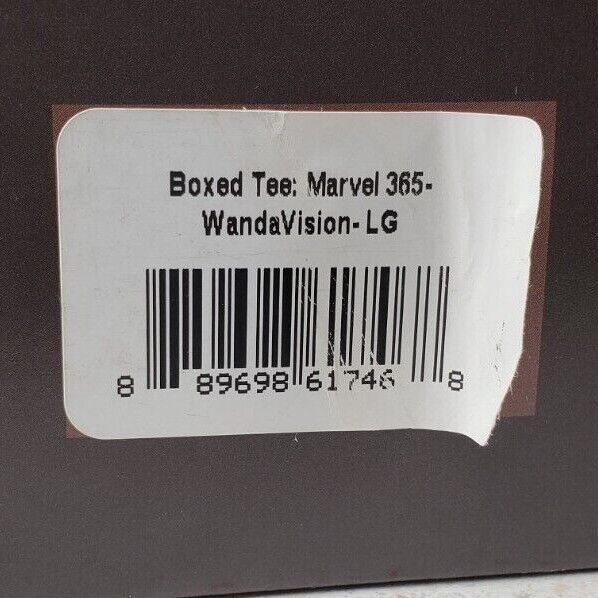 Boxed Tee: Marvel 365-
WandaVision- LG
8 89698 61746 8